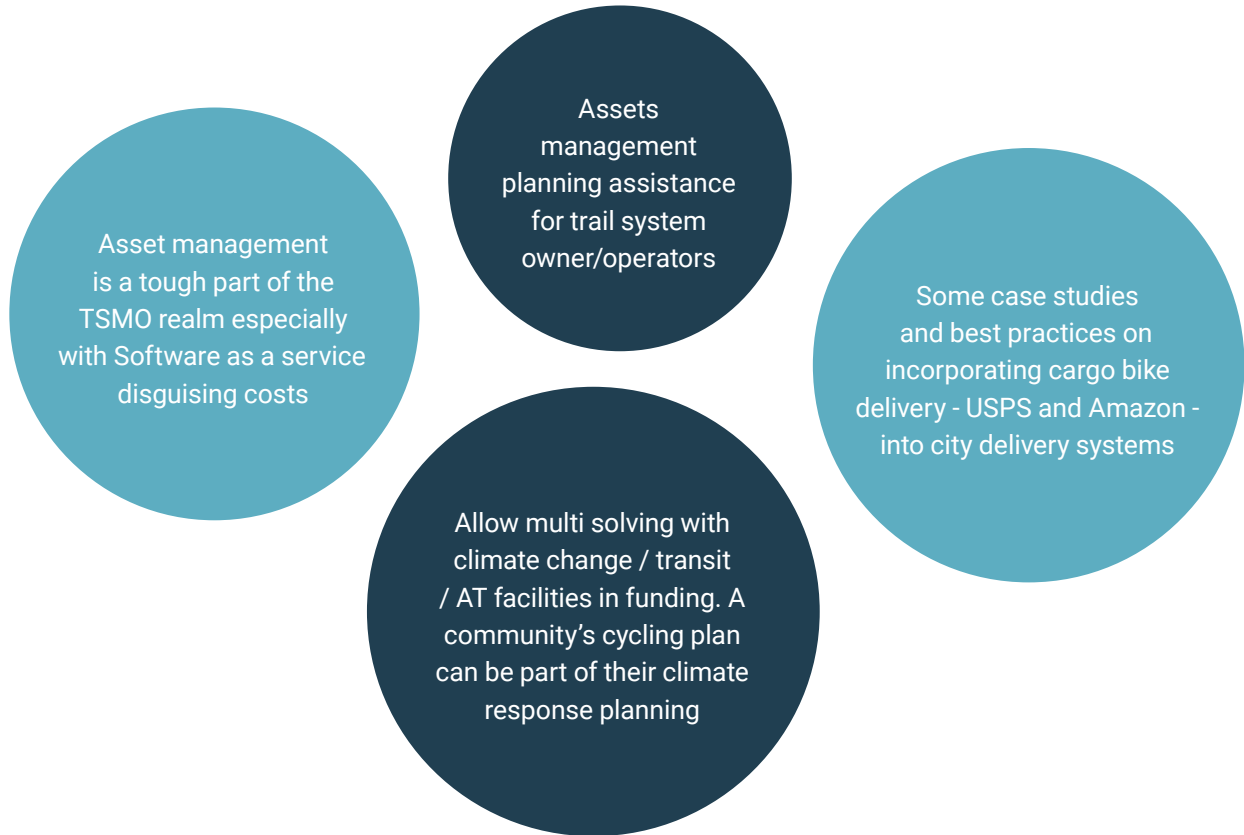 Assets
management
planning assistance
for trail system
owner/operators
Asset management
is a tough part of the
TSMO realm especially
with Software as a service
disguising costs
Some case studies
and best practices on
incorporating cargo bike
delivery - USPS and Amazon -
into city delivery systems
Allow multi solving with
climate change / transit
/ AT facilities in funding. A
community’s cycling plan
can be part of their climate
response planning